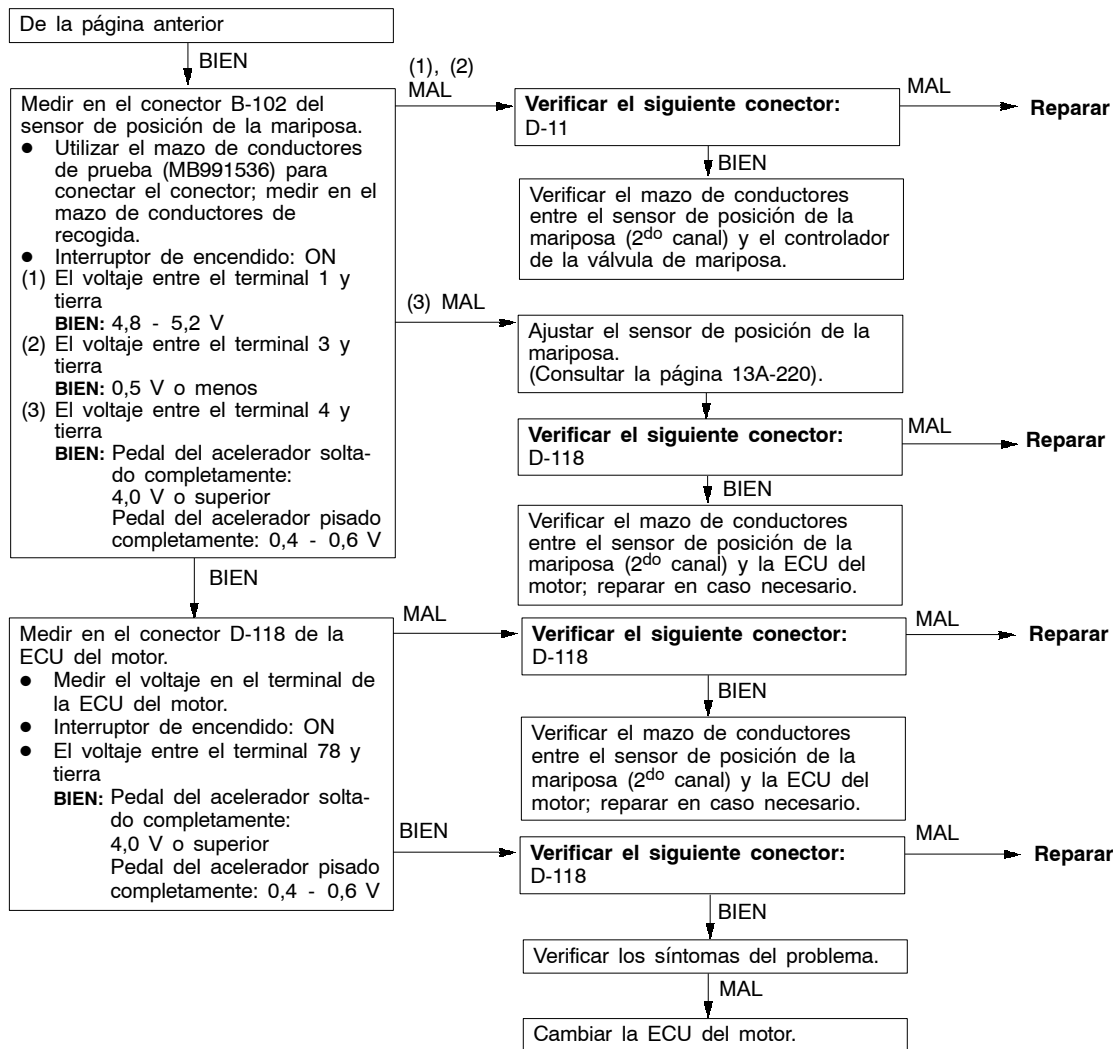 De la página anterior
BIEN
Medir en el conector B-102 del
sensor de posición de la mariposa.
● Utilizar el mazo de conductores
de prueba (MB991536) para
conectar el conector; medir en el
mazo de conductores de
recogida.
● Interruptor de encendido: ON
(1) El voltaje entre el terminal 1 y
tierra
BIEN: 4,8 - 5,2 V
(2) El voltaje entre el terminal 3 y
tierra
BIEN: 0,5 V o menos
(3) El voltaje entre el terminal 4 y
tierra
BIEN: Pedal del acelerador solta-
do completamente:
4,0 V o superior
Pedal del acelerador pisado
completamente: 0,4 - 0,6 V
(1), (2)
MAL
Verificar el siguiente conector:
D-11
MAL
Reparar
BIEN
Verificar el mazo de conductores
entre el sensor de posición de la
mariposa (2do canal) y el controlador
de la válvula de mariposa.
(3) MAL
Ajustar el sensor de posición de la
mariposa.
(Consultar la página 13A-220).
Verificar el siguiente conector:
D-118
MAL
Reparar
BIEN
Verificar el mazo de conductores
entre el sensor de posición de la
mariposa (2do canal) y la ECU del
motor; reparar en caso necesario.
BIEN
Medir en el conector D-118 de la
ECU del motor.
● Medir el voltaje en el terminal de
la ECU del motor.
● Interruptor de encendido: ON
● El voltaje entre el terminal 78 y
tierra
BIEN: Pedal del acelerador solta-
do completamente:
4,0 V o superior
Pedal del acelerador pisado
completamente: 0,4 - 0,6 V
MAL
Verificar el siguiente conector:
D-118
MAL
Reparar
BIEN
Verificar el mazo de conductores
entre el sensor de posición de la
mariposa (2do canal) y la ECU del
motor; reparar en caso necesario.
BIEN
Verificar el siguiente conector:
D-118
MAL
Reparar
BIEN
Verificar los síntomas del problema.
MAL
Cambiar la ECU del motor.